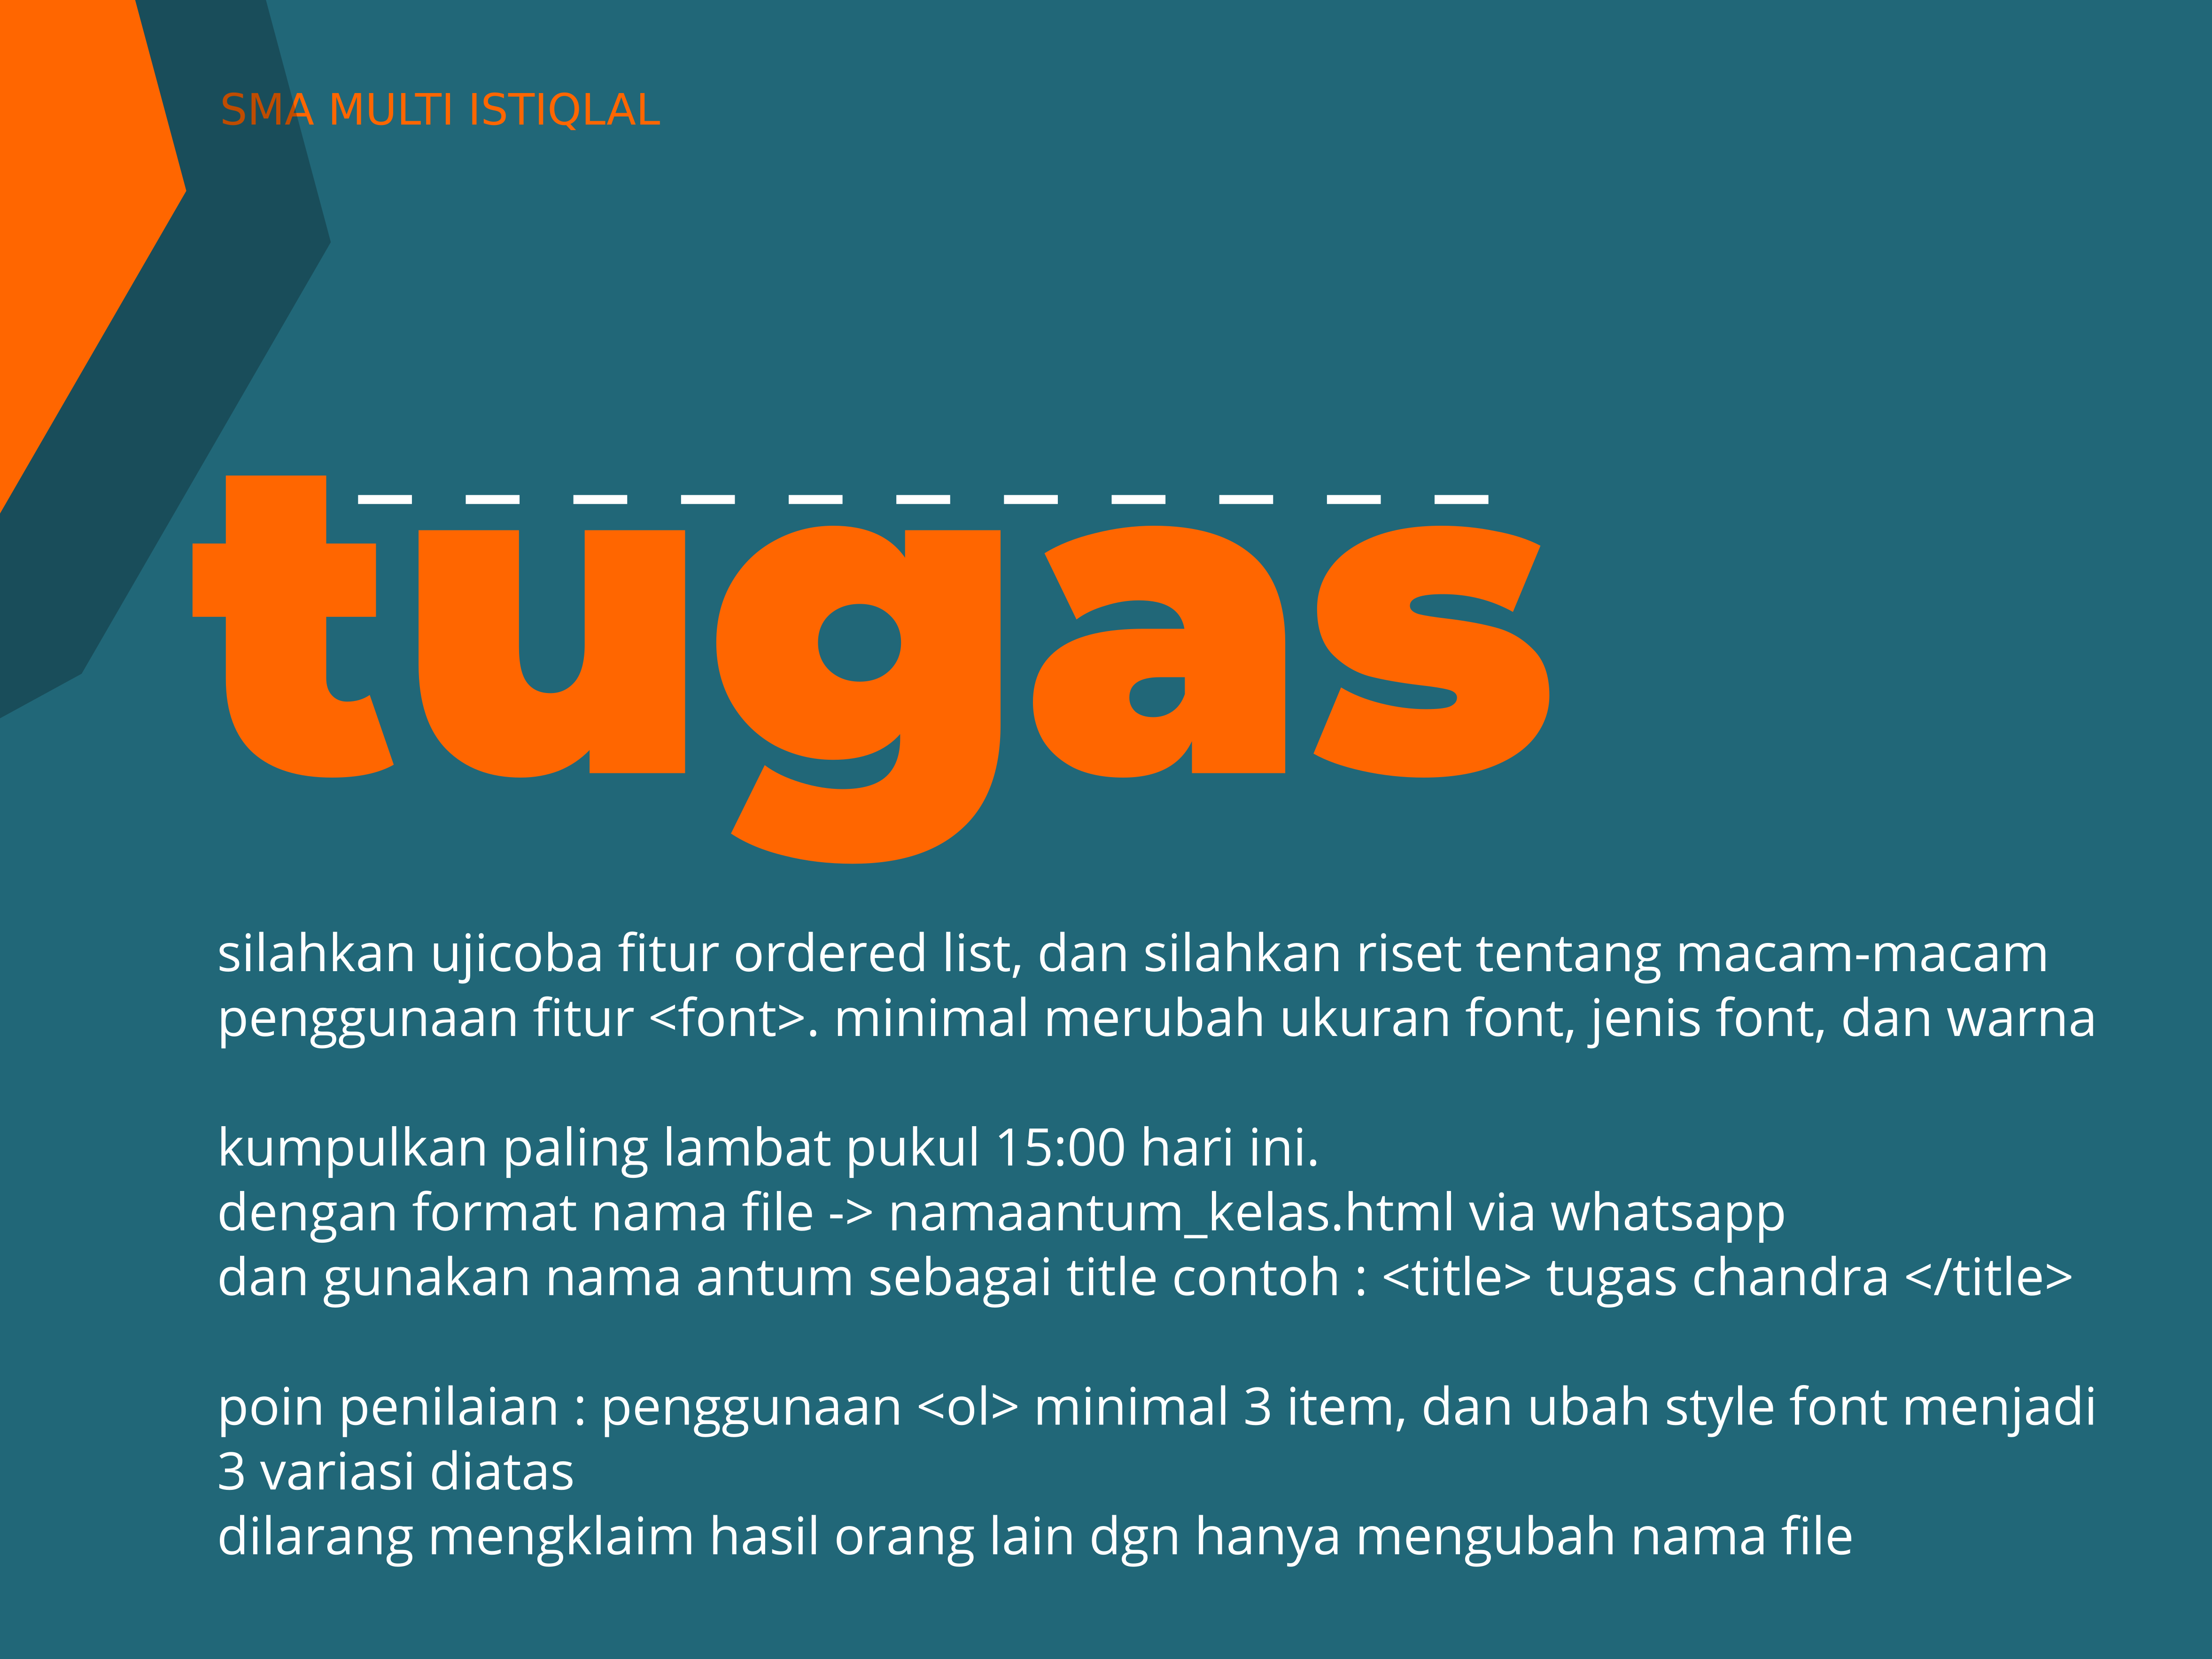 SMA MULTI ISTIQLAL
tugas
silahkan ujicoba fitur ordered list, dan silahkan riset tentang macam-macam
penggunaan fitur <font>. minimal merubah ukuran font, jenis font, dan warna
kumpulkan paling lambat pukul 15:00 hari ini.
dengan format nama file -> namaantum_kelas.html via whatsapp
dan gunakan nama antum sebagai title contoh : <title> tugas chandra </title>
poin penilaian : penggunaan <ol> minimal 3 item, dan ubah style font menjadi
3 variasi diatas
dilarang mengklaim hasil orang lain dgn hanya mengubah nama file